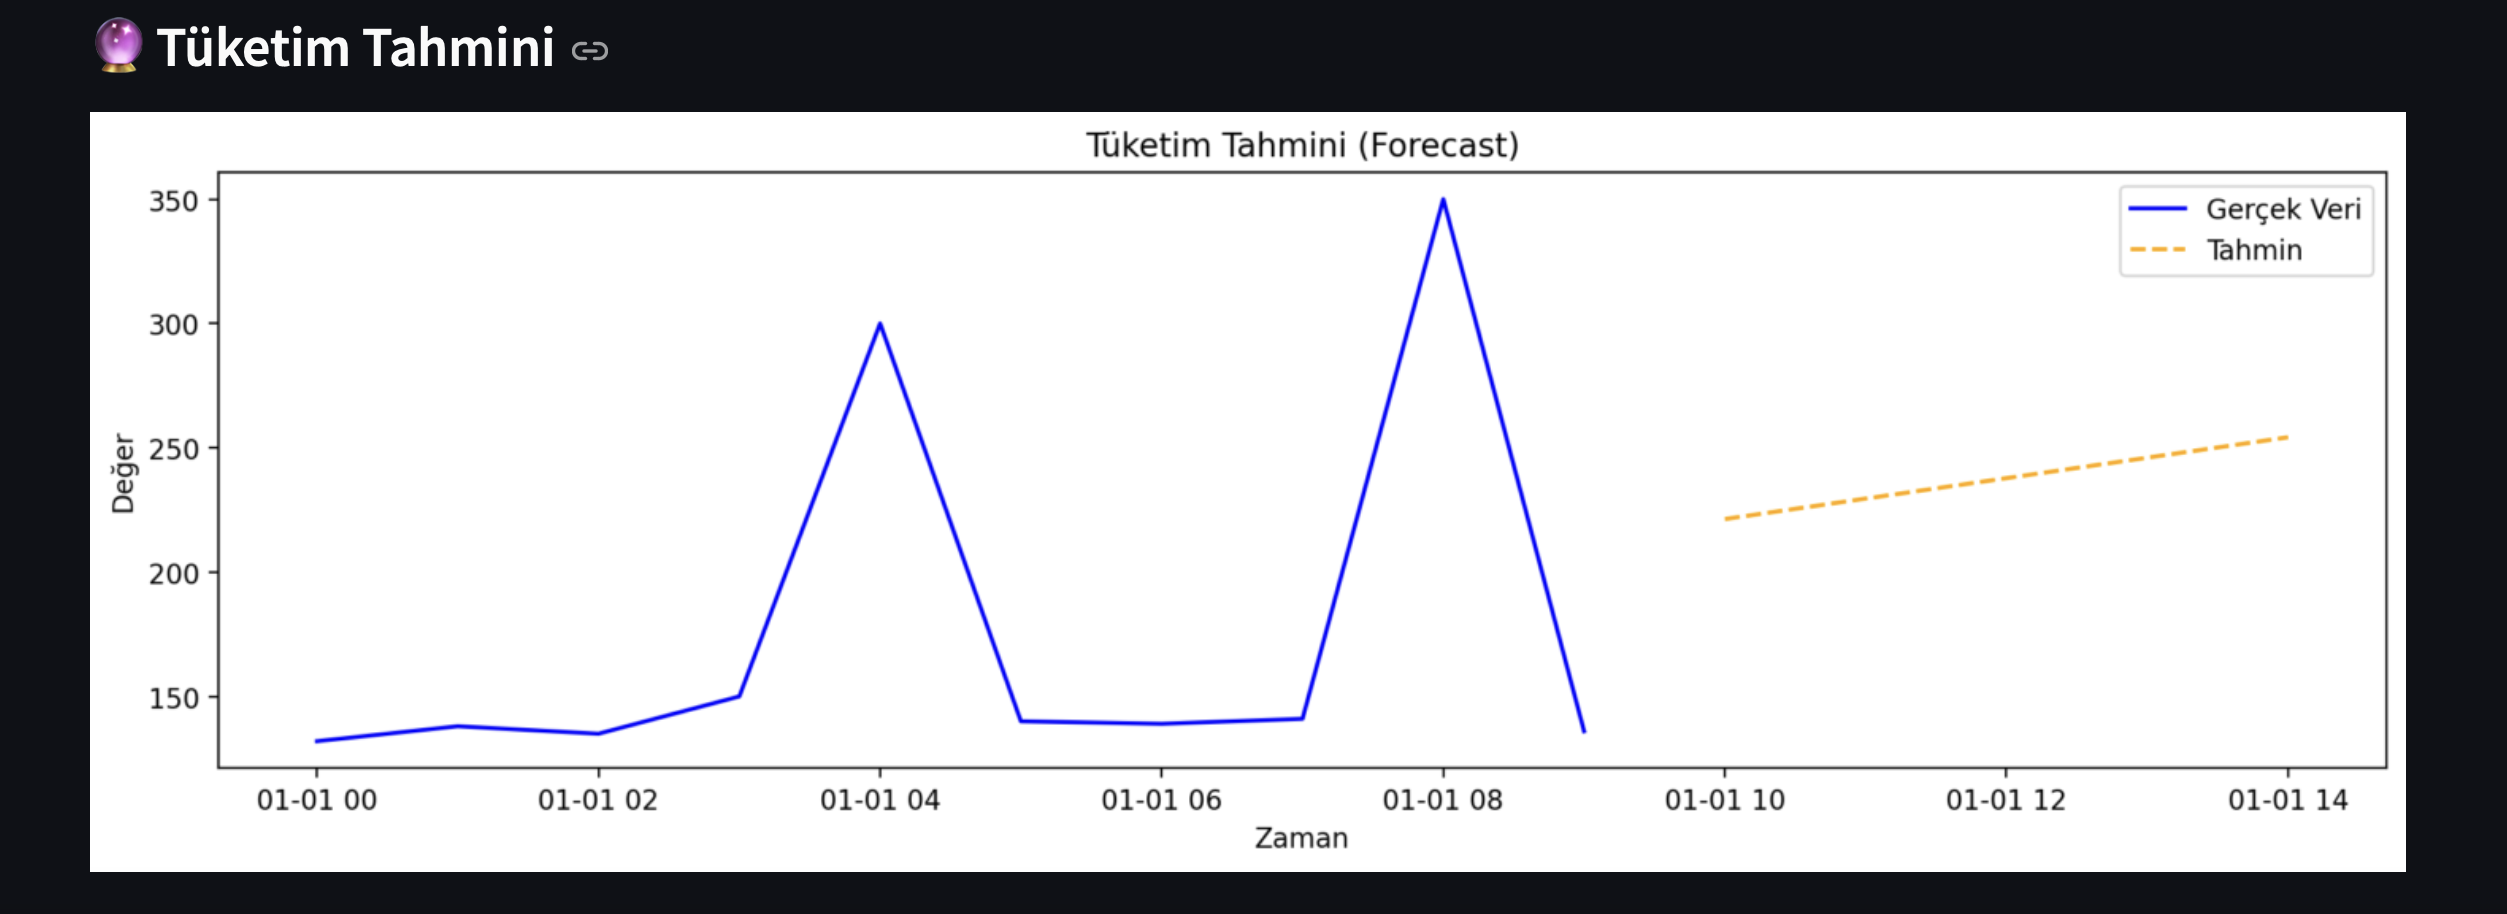 Tüketim Tahmini
Tüketim Tahmini (Forecast)
350
300
250
200
150
Değer
Gerçek Veri
Tahmin
01-01 00
01-01 02
01-01 04
01-01 06
01-01 08
01-01 10
01-01 12
01-01 14
Zaman